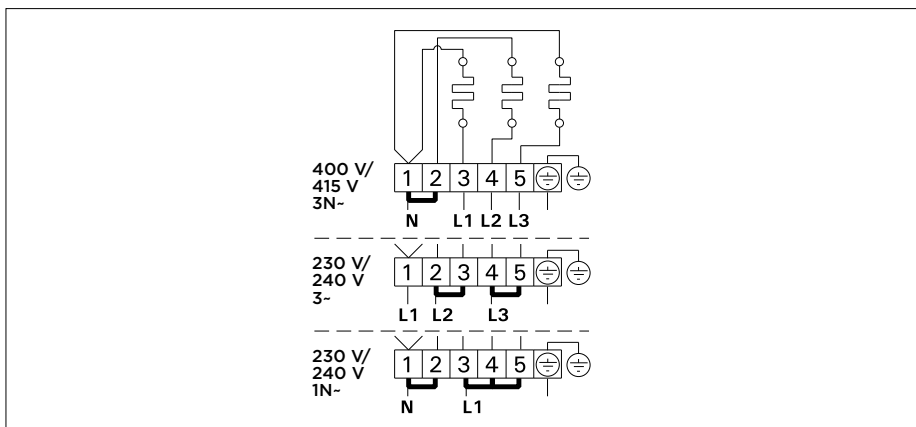 400 V/
415 V
3N~
1 2 3 4 5
N L1 L2 L3
230 V/
240 V
3~
1 2 3 4 5
L1 L2 L3
230 V/
240 V
1N~
1 2 3 4 5
N L1